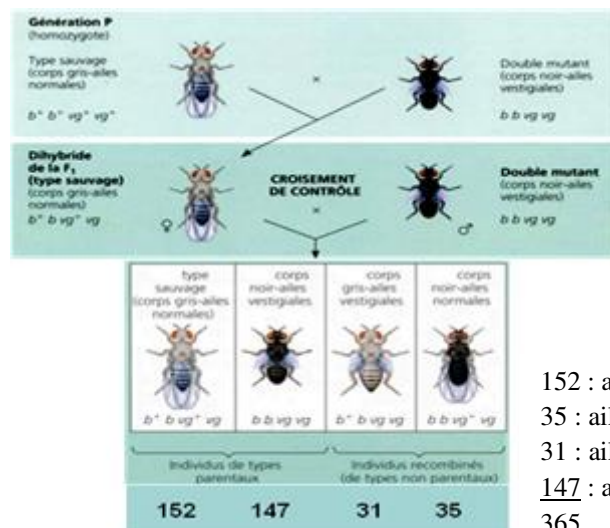 Génération P
(homozygote)
Type sauvage
(corps gris-ailes
normales)
b⁺ b⁺ vg⁺ vg⁺
×
Double mutant
(corps noir-ailes
vestigiales)
b b vg vg
Dihybride
de la F₁
(type sauvage)
(corps gris-ailes
normales)
b⁺ b vg⁺ vg
♀
CROISEMENT
DE CONTRÔLE
×
♂
Double mutant
(corps noir-ailes
vestigiales)
b b vg vg
type
sauvage
(corps gris-ailes
normales)
b⁺ b vg⁺ vg
corps
noir-ailes
vestigiales
b b vg vg
corps
gris-ailes
vestigiales
b⁺ b vg vg
corps
noir-ailes
normales
b b vg⁺ vg
Individus de types
parentaux
Individus recombinés
(de types non parentaux)
152 147 31 35
152 :
35 :
31 :
147 :
365